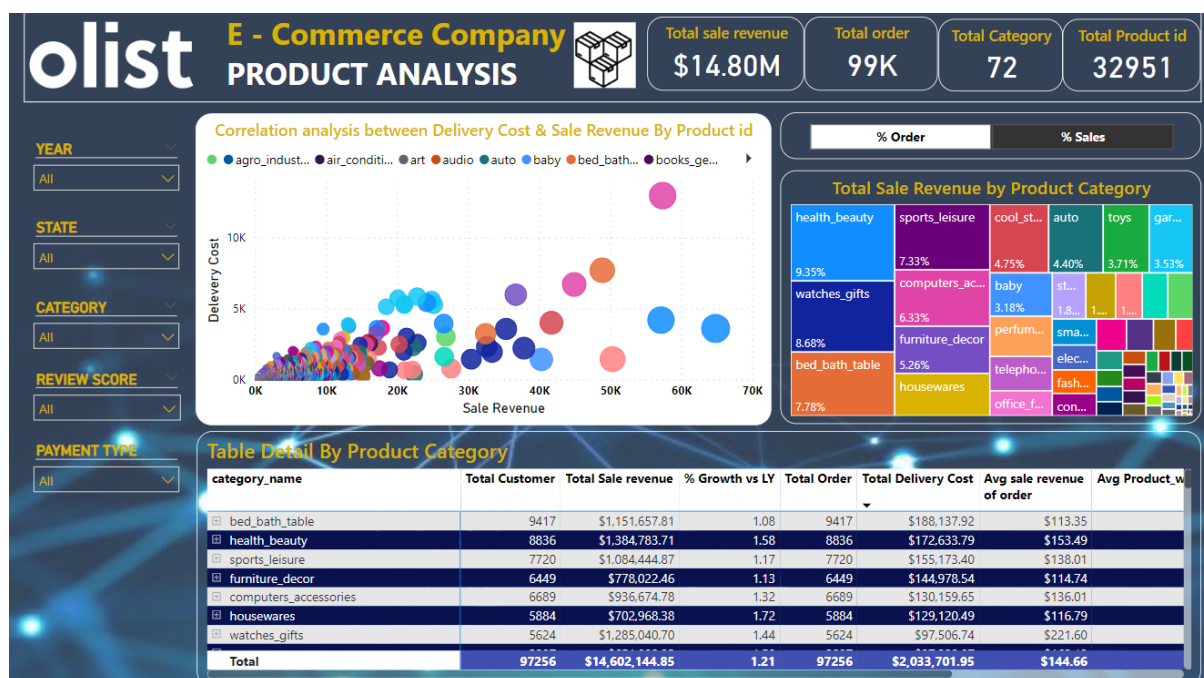 olist
E - Commerce Company
PRODUCT ANALYSIS
Total sale revenue
$14.80M
Total order
99K
Total Category
72
Total Product id
32951
YEAR
All
STATE
All
CATEGORY
All
REVIEW SCORE
All
PAYMENT TYPE
All
Correlation analysis between Delivery Cost & Sale Revenue By Product id
agro_indust... air_conditi... art audio auto baby bed_bath... books_ge...
Delevery Cost
10K
5K
0K
0K 10K 20K 30K 40K 50K 60K 70K
Sale Revenue
% Order % Sales
Total Sale Revenue by Product Category
health_beauty
9.35%
watches_gifts
8.68%
bed_bath_table
7.78%
sports_leisure
7.33%
computers_ac...
6.33%
furniture_decor
5.26%
housewares
cool_st...
4.75%
auto
4.40%
toys
3.71%
gar...
3.53%
baby
3.18%
perfum...
telepho...
office_f...
st...
1.8...
1....
1....
sma...
elec...
fash...
con...
Table Detail By Product Category
category_name Total Customer Total Sale revenue % Growth vs LY Total Order Total Delivery Cost Avg sale revenue of order Avg Product_w
bed_bath_table 9417 $1,151,657.81 1.08 9417 $188,137.92 $113.35
health_beauty 8836 $1,384,783.71 1.58 8836 $172,633.79 $153.49
sports_leisure 7720 $1,084,444.87 1.17 7720 $155,173.40 $138.01
furniture_decor 6449 $778,022.46 1.13 6449 $144,978.54 $114.74
computers_accessories 6689 $936,674.78 1.32 6689 $130,159.65 $136.01
housewares 5884 $702,968.38 1.72 5884 $129,120.49 $116.79
watches_gifts 5624 $1,285,040.70 1.44 5624 $97,506.74 $221.60
Total 97256 $14,602,144.85 1.21 97256 $2,033,701.95 $144.66